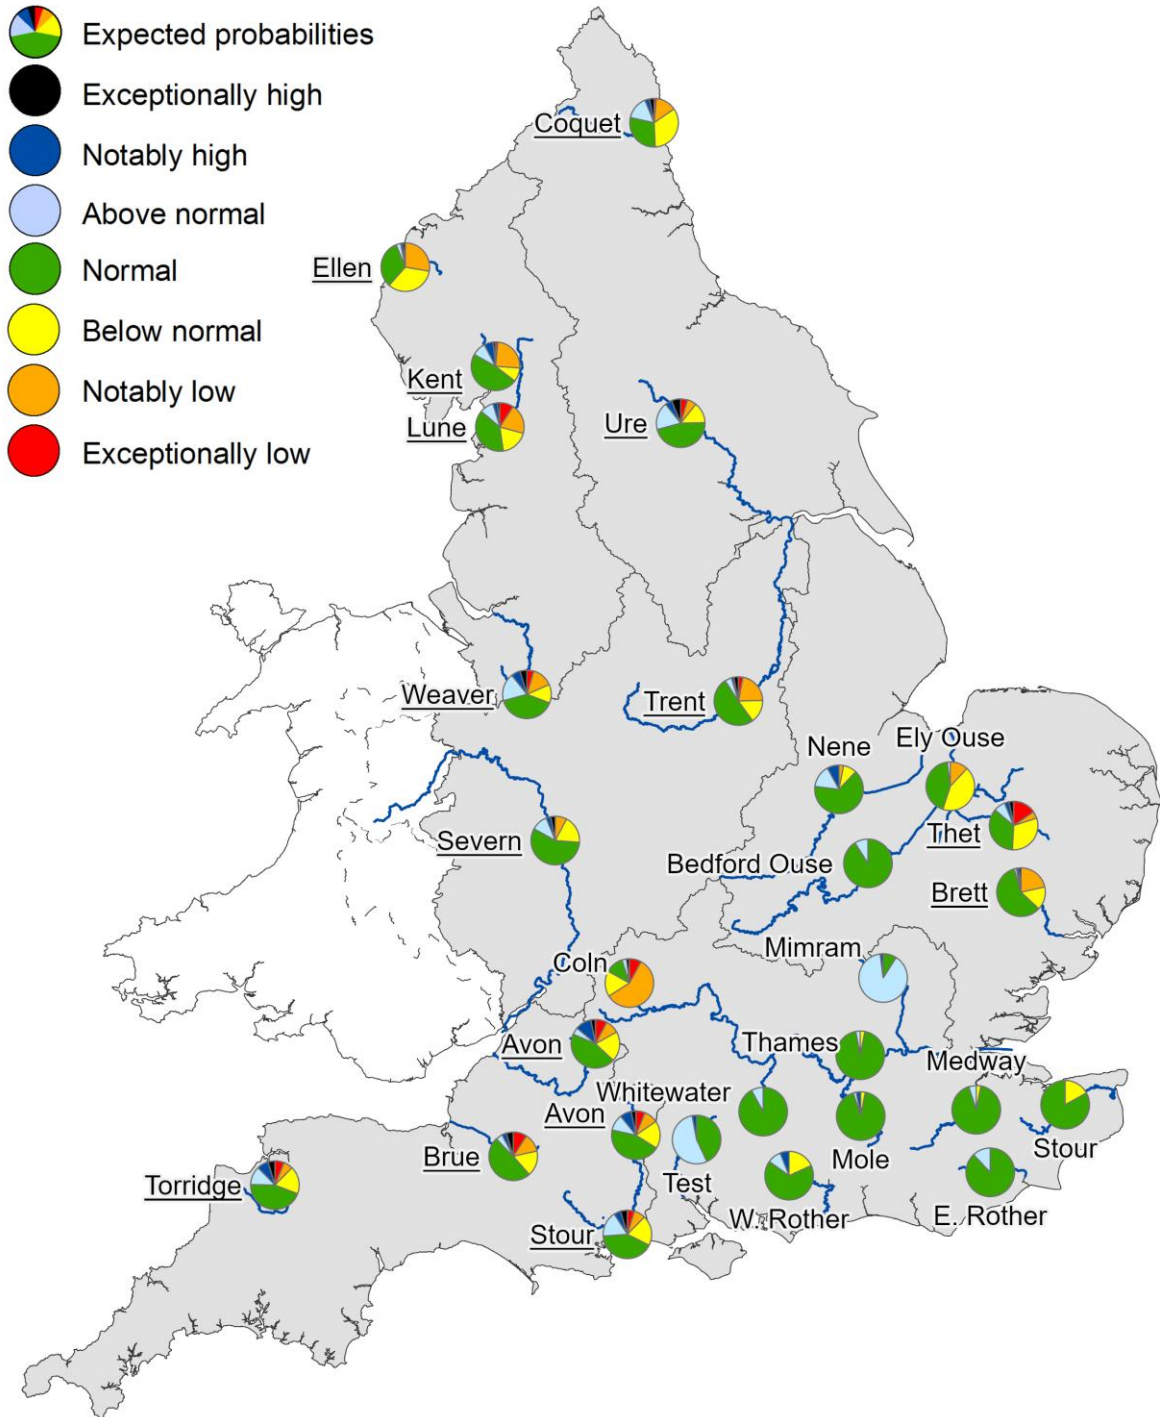 Expected probabilities
Exceptionally high
Notably high
Above normal
Normal
Below normal
Notably low
Exceptionally low
Coquet
Ellen
Kent
Lune
Ure
Weaver
Trent
Nene
Ely Ouse
Thet
Severn
Bedford Ouse
Brett
Mimram
Coln
Avon
Thames
Medway
Whitewater
Avon
Brue
Test
Mole
Stour
Torridge
W. Rother
E. Rother
Stour